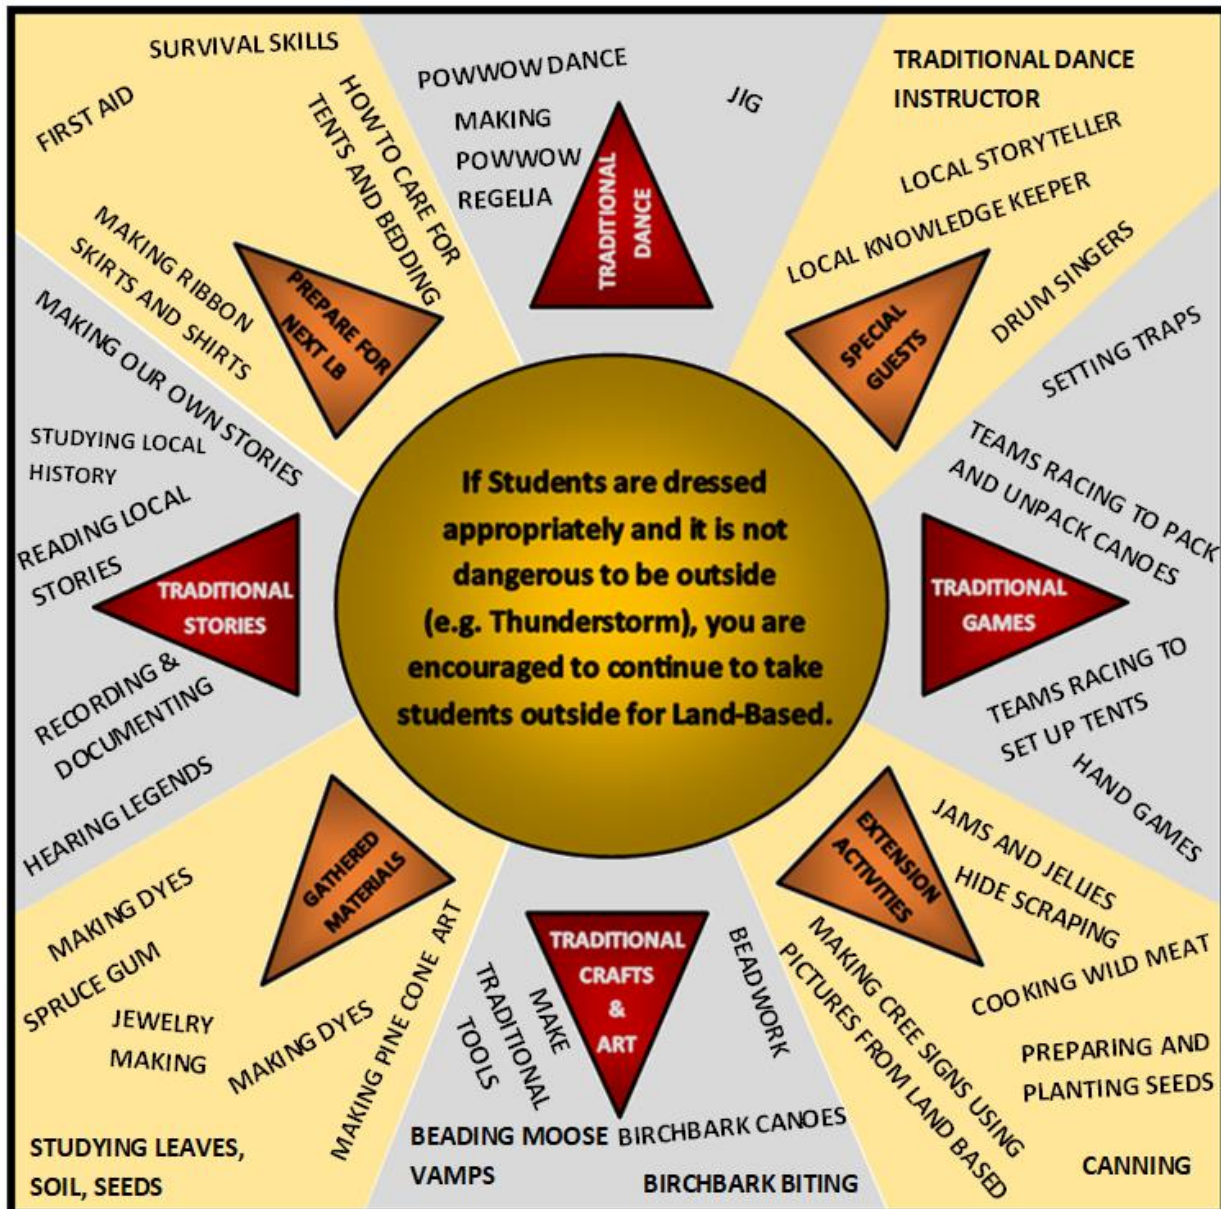 SURVIVAL SKILLS
FIRST AID
HOW TO CARE FOR
TENTS AND BEDDING
MAKING RIBBON
SKIRTS AND SHIRTS
PREPARE FOR
NEXT LB
POWWOW DANCE
MAKING
POWWOW
REGELIA
JIG
TRADITIONAL
DANCE
TRADITIONAL DANCE
INSTRUCTOR
LOCAL STORYTELLER
LOCAL KNOWLEDGE KEEPER
DRUM SINGERS
SPECIAL
GUESTS
SETTING TRAPS
TEAMS RACING TO PACK
AND UNPACK CANOES
TRADITIONAL
GAMES
TEAMS RACING TO
SET UP TENTS
HAND GAMES
MAKING OUR OWN STORIES
STUDYING LOCAL
HISTORY
READING LOCAL
STORIES
TRADITIONAL
STORIES
RECORDING &
DOCUMENTING
HEARING LEGENDS
If Students are dressed
appropriately and it is not
dangerous to be outside
(e.g. Thunderstorm), you are
encouraged to continue to take
students outside for Land-Based.
GATHERED
MATERIALS
MAKING DYES
SPRUCE GUM
JEWELRY
MAKING
MAKING DYES
MAKING PINE CONE ART
STUDYING LEAVES,
SOIL, SEEDS
TRADITIONAL
CRAFTS
&
ART
MAKE
TRADITIONAL
TOOLS
BEADWORK
BEADING MOOSE
VAMPS
BIRCHBARK CANOES
BIRCHBARK BITING
EXTENSION
ACTIVITIES
JAMS AND JELLIES
HIDE SCRAPING
COOKING WILD MEAT
PREPARING AND
PLANTING SEEDS
MAKING CREE SIGNS USING
PICTURES FROM LAND BASED
CANNING